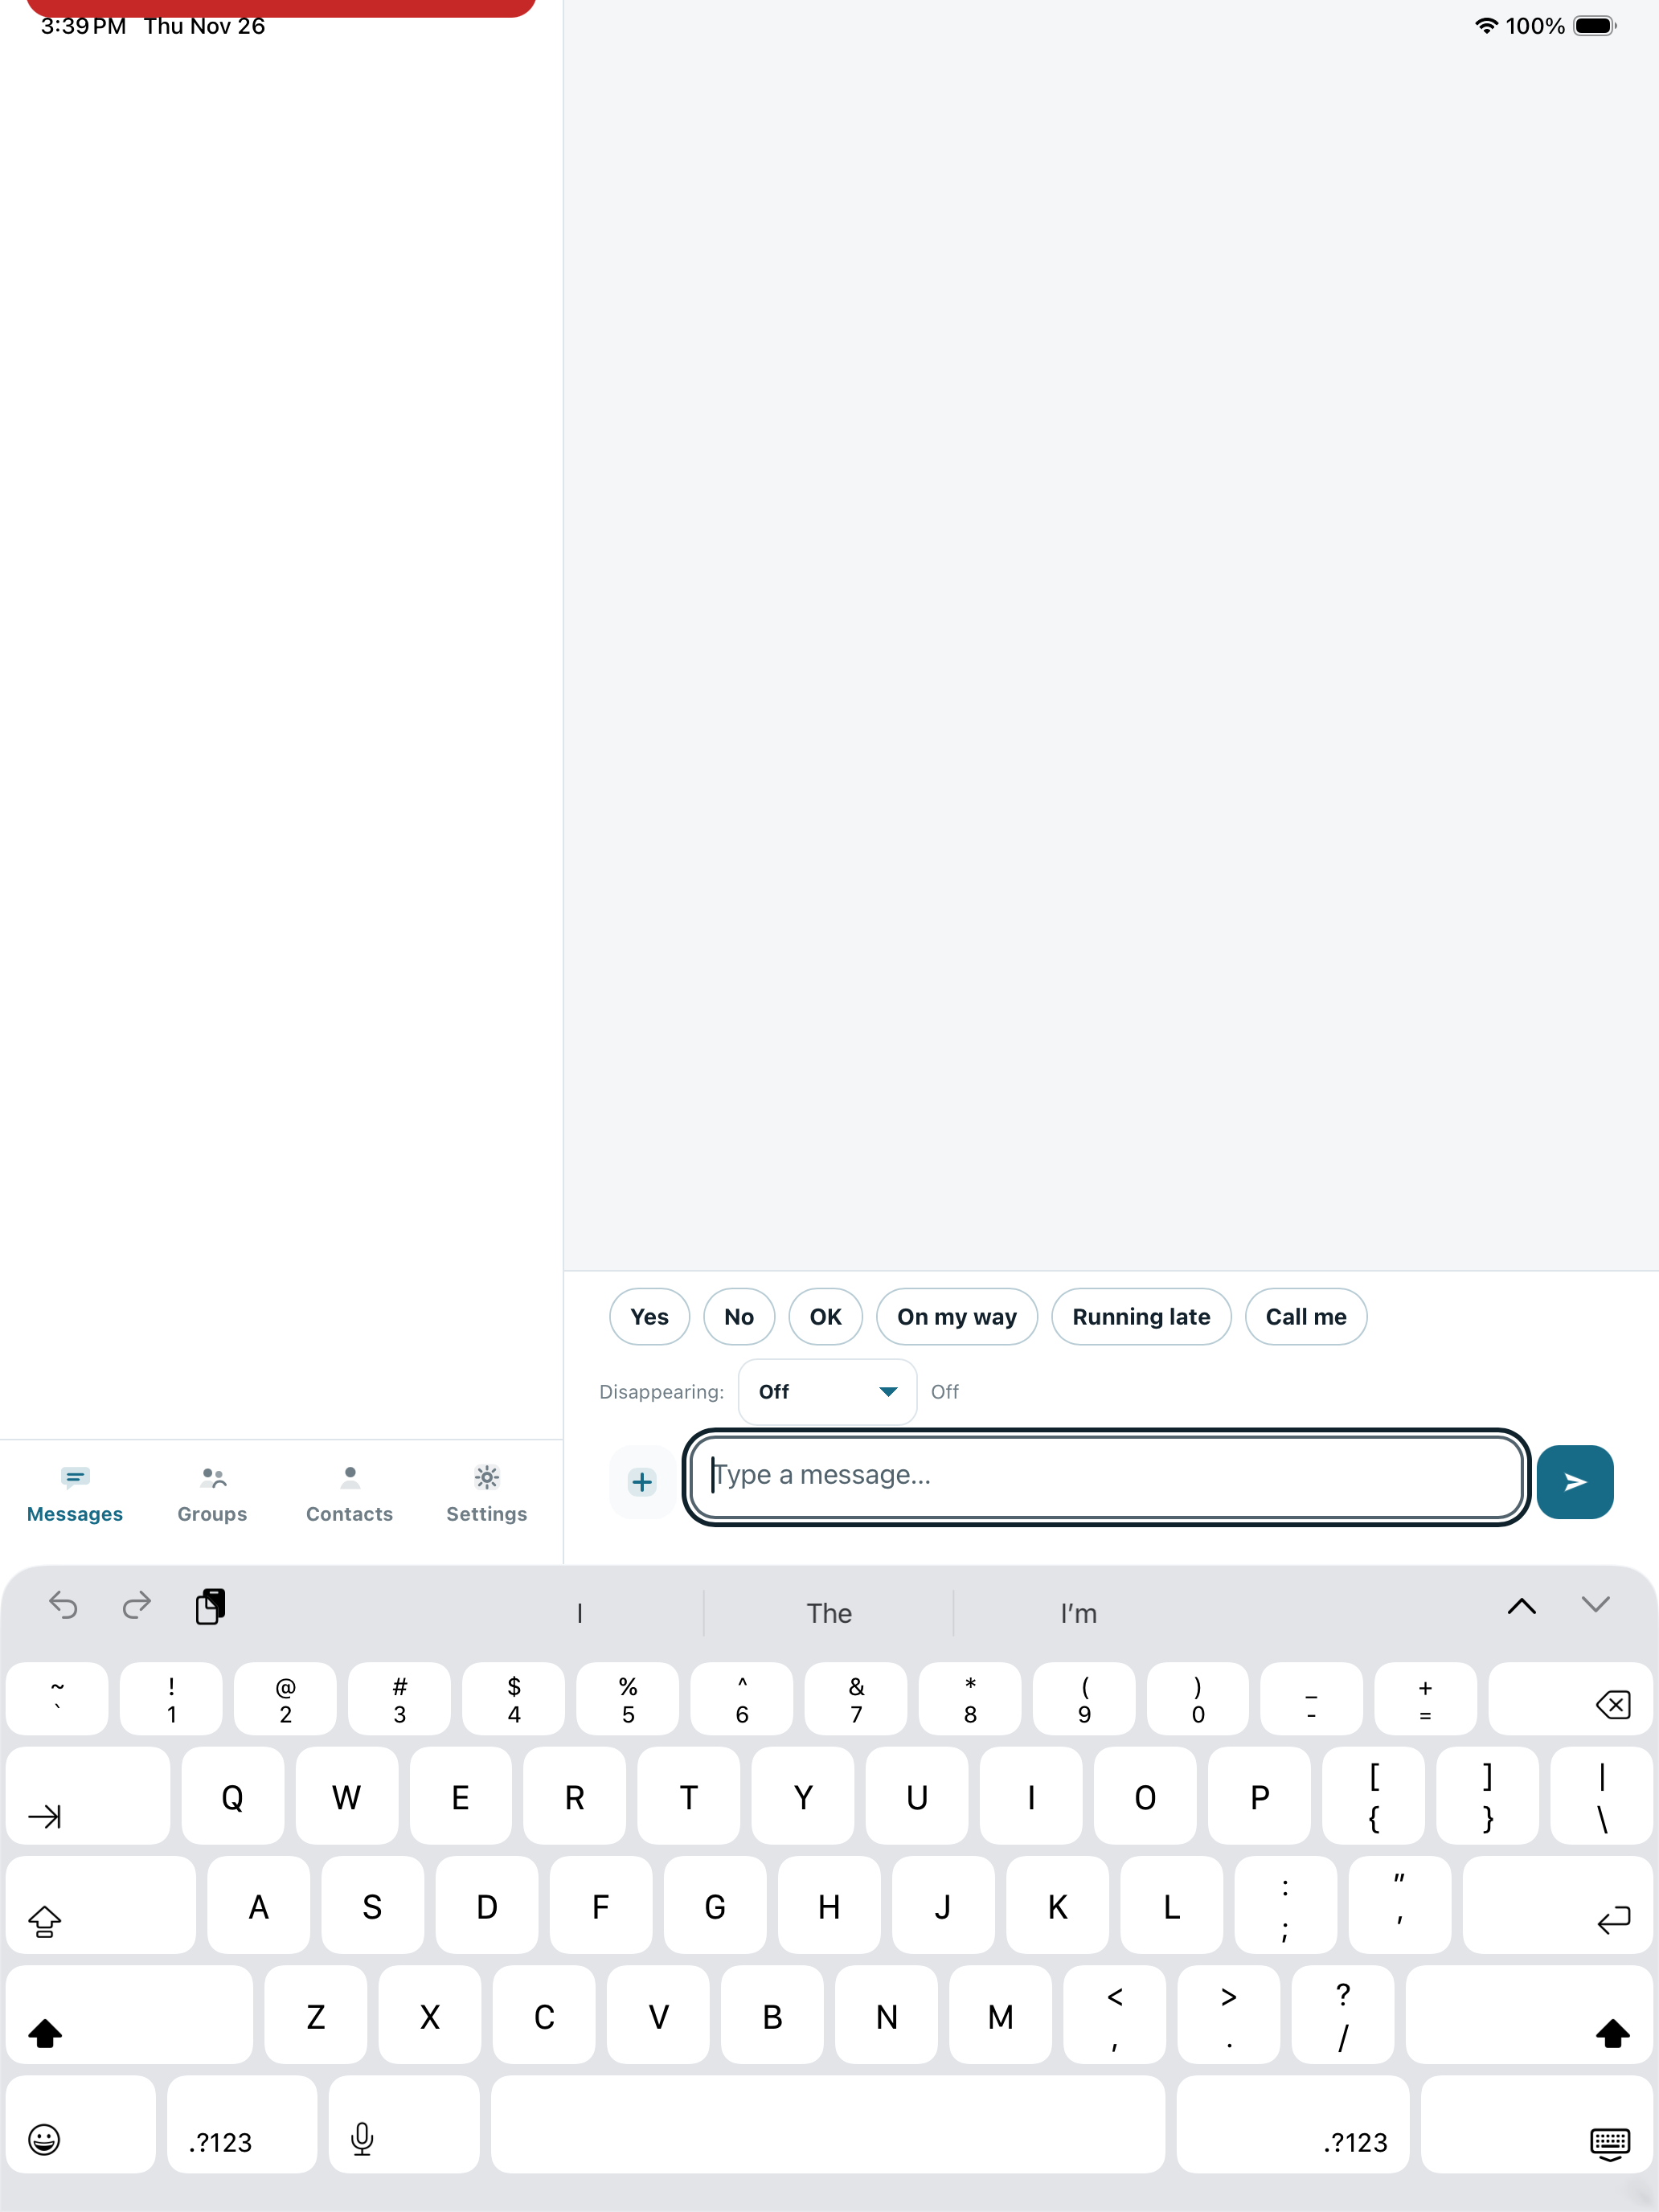 3:39 PM Thu Nov 26
100%
Yes No OK On my way Running late Call me
Disappearing: Off Off
Type a message...
Messages Groups Contacts Settings
I The I’m
~ ! @ # $ % ^ & * ( ) _ +
` 1 2 3 4 5 6 7 8 9 0 - =
Q W E R T Y U I O P [ ] |
{ } \
A S D F G H J K L : "
; '
Z X C V B N M < > ?
, . /
.?123 .?123